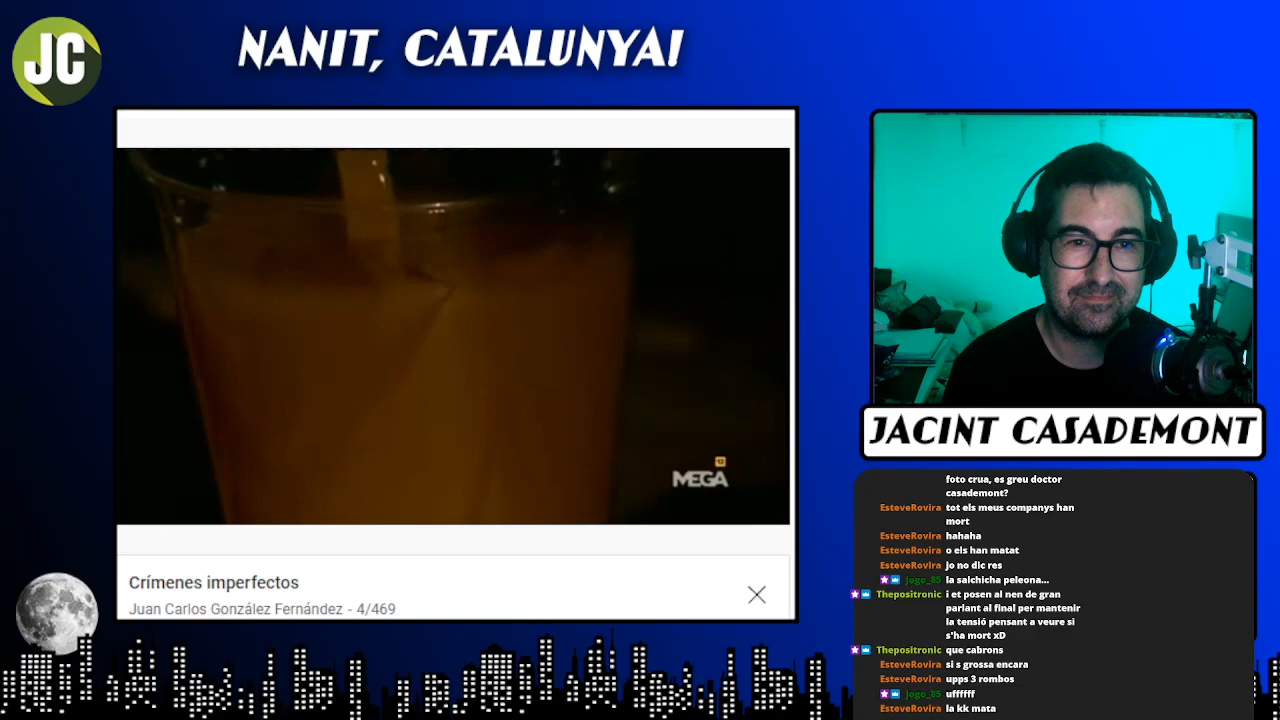 JC
NANIT, CATALUNYA!
MEGA
Crímenes imperfectos
Juan Carlos González Fernández - 4/469
JACINT CASADEMONT
foto crua, es greu doctor
casademont?
EsteveRovira tot els meus companys han
mort
EsteveRovira hahaha
EsteveRovira o els han matat
EsteveRovira jo no dic res
jogo_85 la salchicha peleona...
Thepositronic i et posen al nen de gran
parlant al final per mantenir
la tensió pensant a veure si
s'ha mort xD
Thepositronic que cabrons
EsteveRovira si s grossa encara
EsteveRovira upps 3 rombos
jogo_85 uffffff
EsteveRovira la kk mata